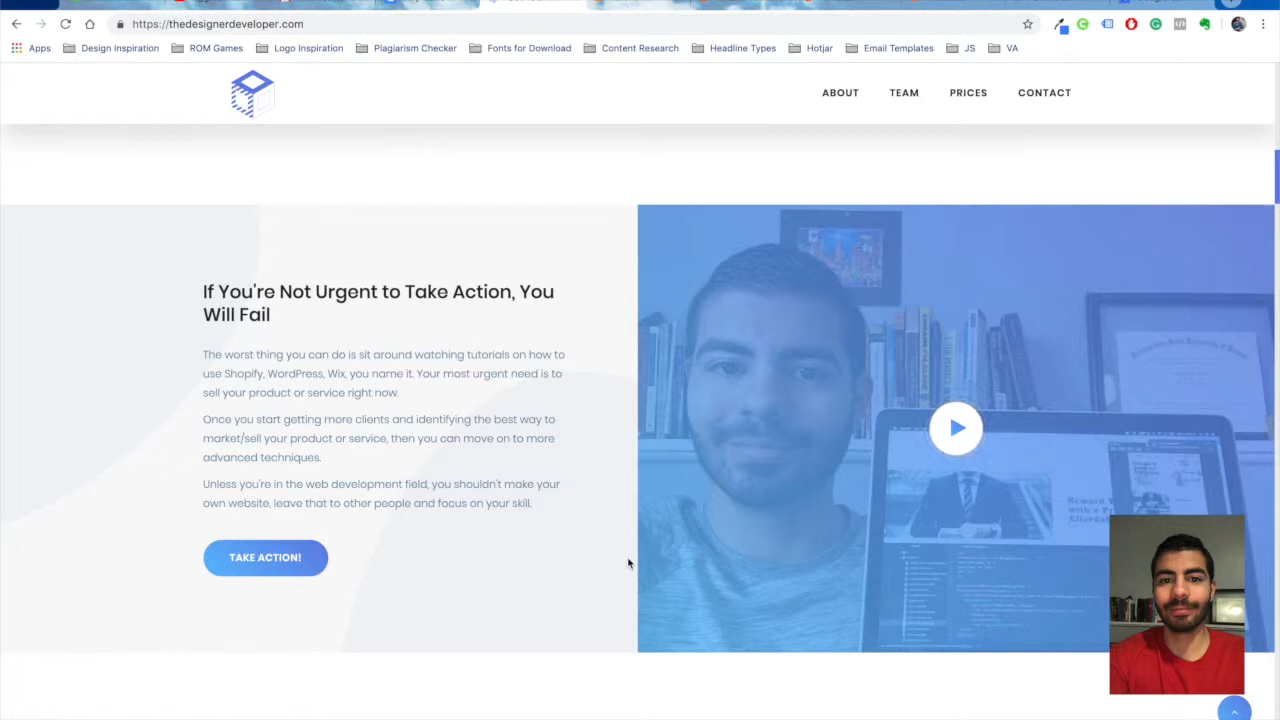 https://thedesignerdeveloper.com
Apps Design Inspiration ROM Games Logo Inspiration Plagiarism Checker Fonts for Download Content Research Headline Types Hotjar Email Templates JS VA
ABOUT TEAM PRICES CONTACT
If You're Not Urgent to Take Action, You
Will Fail
The worst thing you can do is sit around watching tutorials on how to
use Shopify, WordPress, Wix, you name it. Your most urgent need is to
sell your product or service right now.
Once you start getting more clients and identifying the best way to
market/sell your product or service, then you can move on to more
advanced techniques.
Unless you're in the web development field, you shouldn't make your
own website, leave that to other people and focus on your skill.
TAKE ACTION!
Reward
with a P
Affordab